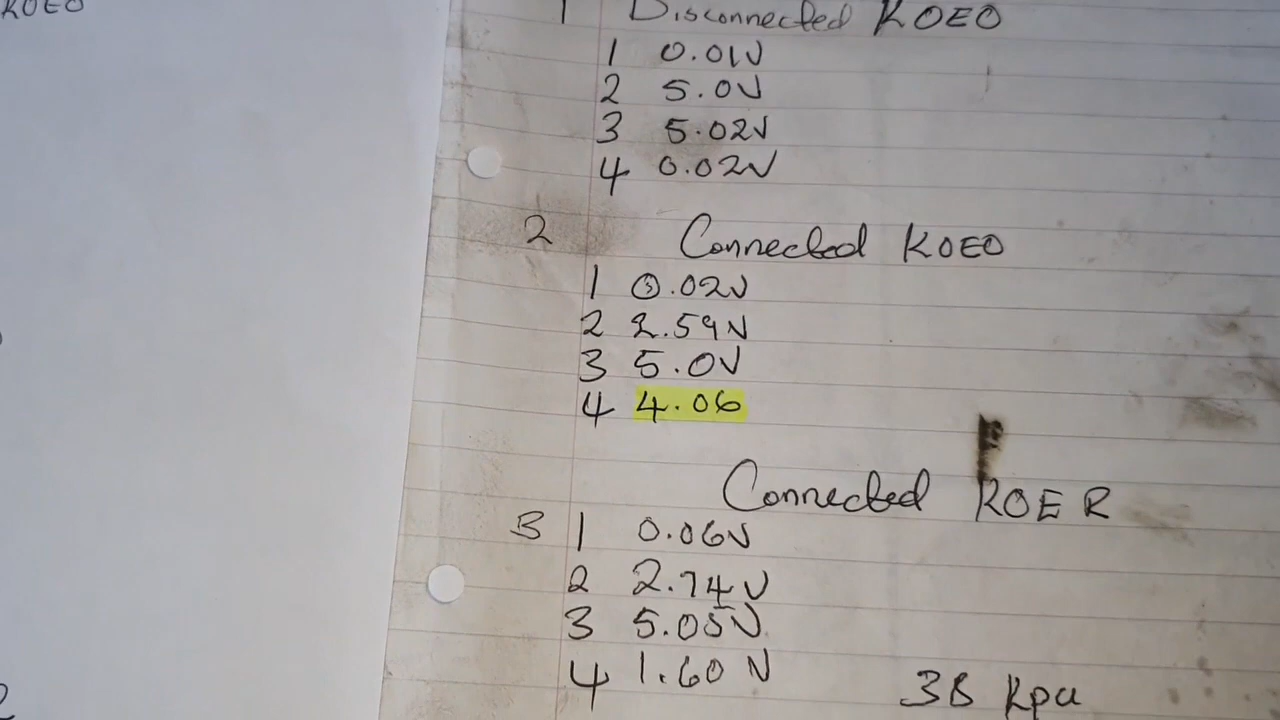 KOEO
1 Disconnected KOEO
1 0.01V
2 5.0V
3 5.02V
4 0.02V
2 Connected KOEO
1 0.02V
2 2.59V
3 5.0V
4 4.06
Connected KOER
3 1 0.06V
2 2.74V
3 5.05V
4 1.60V 38 kpa
2